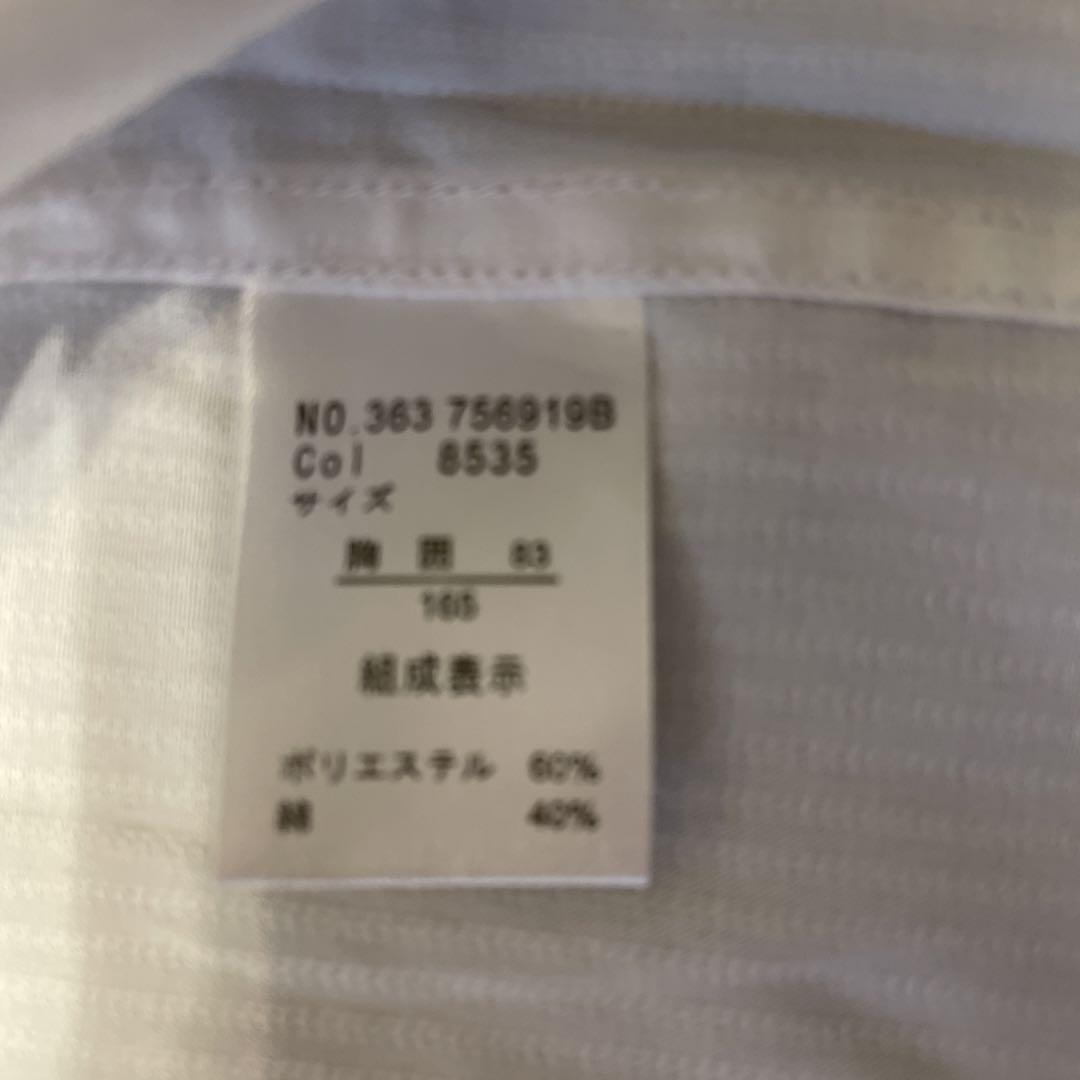 NO.363 756919B
Col 8535
サイズ
胸 囲 83
165
組成表示
ポリエステル 60%
綿 40%